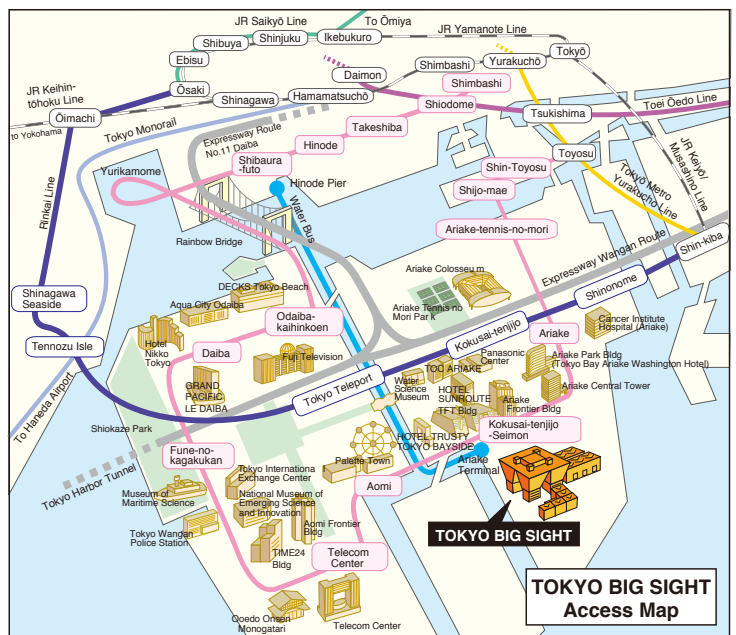 JR Saikyō Line
To Ōmiya
Shibuya
Shinjuku
Ikebukuro
JR Yamanote Line
Ebisu
Tokyō
Yurakuchō
Shimbashi
Daimon
Shimbashi
Ōsaki
JR Keihin-
tōhoku Line
Shinagawa
Hamamatsuchō
Shiodome
Toei Ōedo Line
Ōimachi
to Yokohama
Tokyo Monorail
Expressway Route
No.11 Daiba
Takeshiba
Tsukishima
Hinode
JR Keiyō/
Musashino Line
Toyosu
Shibaura
-futo
Yurikamome
Shin-Toyosu
Hinode Pier
Shijo-mae
Tokyō Metro
Yurakucho Line
Rinkai Line
Water Bus
Ariake-tennis-no-mori
Rainbow Bridge
Shin-kiba
Expressway Wangan Route
Ariake Colosseu m
DECKS Tokyo Beach
Shinonome
Shinagawa
Seaside
Aqua City Odaiba
Ariake Tennis no
Mori Par k
Odaiba-
kaihinkoen
Kokusai-tenjijo
Cancer Institute
Hospital (Ariake)
Ariake
Tennozu Isle
Hotel
Nikko
Tokyo
Daiba
Fuji Television
Panasonic
Center
TOC ARIAKE
Ariake Park Bldg
(Tokyo Bay Ariake Washington Hotel)
Tokyo Teleport
Water
Science
Museum
GRAND
PACIFIC
LE DAIBA
HOTEL
SUNROUTE
Ariake Central Tower
Ariake
Frontier Bldg
TFT Bldg
To Haneda Airport
Shiokaze Park
HOTEL TRUSTY
TOKYO BAYSIDE
Kokusai-tenjijo
-Seimon
Fune-no-
kagakukan
Palette Town
Ariake
Terminal
Tokyo Harbor Tunnel
Tokyo Internationa
Exchange Center
Aomi
Museum of
Maritime Science
National Museum of
Emerging Science
and Innovation
Aomi Frontier
Bldg
Tokyo Wangan
Police Station
TOKYO BIG SIGHT
TIME24
Bldg
Telecom
Center
TOKYO BIG SIGHT
Access Map
Ooedo Onsen
Monogatari
Telecom Center